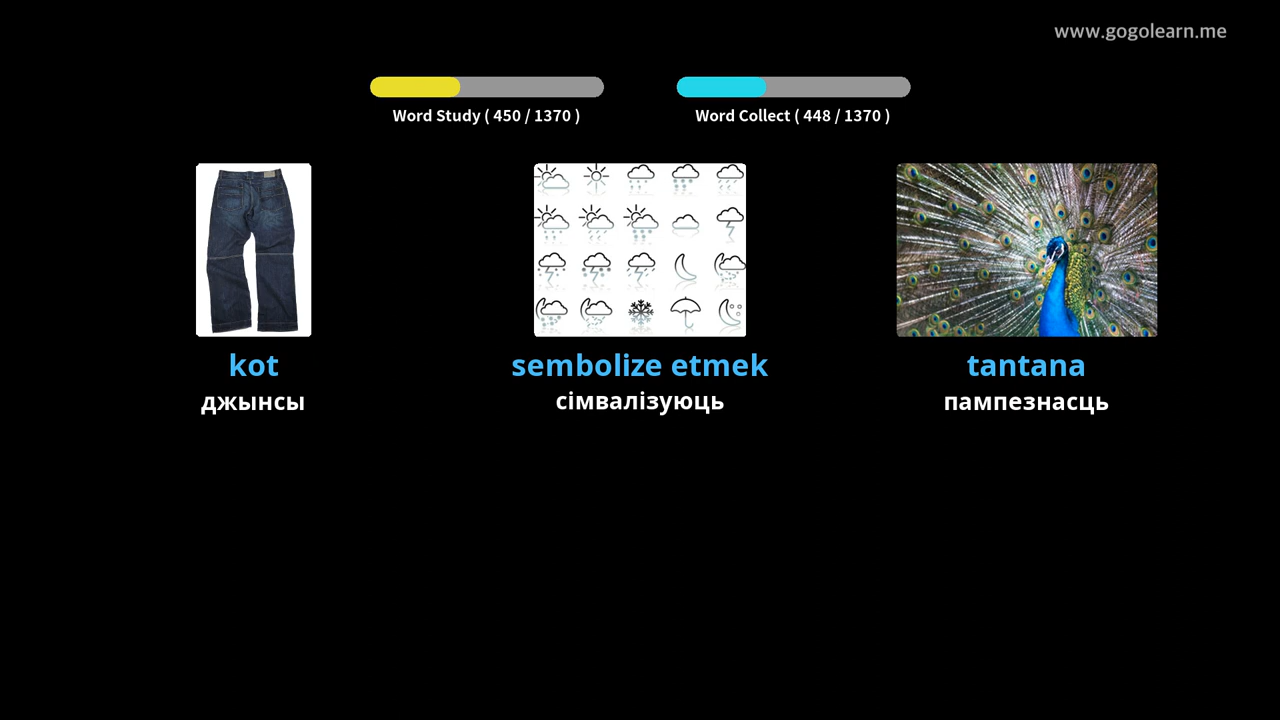 www.gogolearn.me
Word Study ( 450 / 1370 )
Word Collect ( 448 / 1370 )
kot
джынсы
sembolize etmek
сімвалізуюць
tantana
пампезнасць